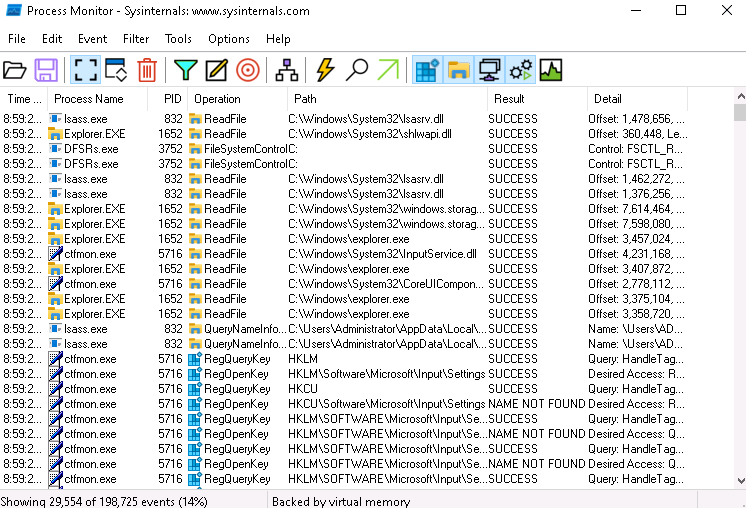 Process Monitor - Sysinternals: www.sysinternals.com
File Edit Event Filter Tools Options Help
Time ... Process Name PID Operation Path Result Detail
8:59:2... lsass.exe 832 ReadFile C:\Windows\System32\lsasrv.dll SUCCESS Offset: 1,478,656, ...
8:59:2... Explorer.EXE 1652 ReadFile C:\Windows\System32\shlwapi.dll SUCCESS Offset: 360,448, Le...
8:59:2... DFSRs.exe 3752 FileSystemControl C: SUCCESS Control: FSCTL_R...
8:59:2... DFSRs.exe 3752 FileSystemControl C: SUCCESS Control: FSCTL_R...
8:59:2... lsass.exe 832 ReadFile C:\Windows\System32\lsasrv.dll SUCCESS Offset: 1,462,272, ...
8:59:2... lsass.exe 832 ReadFile C:\Windows\System32\lsasrv.dll SUCCESS Offset: 1,376,256, ...
8:59:2... Explorer.EXE 1652 ReadFile C:\Windows\System32\windows.storag... SUCCESS Offset: 7,614,464, ...
8:59:2... Explorer.EXE 1652 ReadFile C:\Windows\System32\windows.storag... SUCCESS Offset: 7,598,080, ...
8:59:2... Explorer.EXE 1652 ReadFile C:\Windows\explorer.exe SUCCESS Offset: 3,457,024, ...
8:59:2... ctfmon.exe 5716 ReadFile C:\Windows\System32\InputService.dll SUCCESS Offset: 4,231,168, ...
8:59:2... Explorer.EXE 1652 ReadFile C:\Windows\explorer.exe SUCCESS Offset: 3,407,872, ...
8:59:2... ctfmon.exe 5716 ReadFile C:\Windows\System32\CoreUICompon... SUCCESS Offset: 2,778,112, ...
8:59:2... Explorer.EXE 1652 ReadFile C:\Windows\explorer.exe SUCCESS Offset: 3,375,104, ...
8:59:2... Explorer.EXE 1652 ReadFile C:\Windows\explorer.exe SUCCESS Offset: 3,358,720, ...
8:59:2... lsass.exe 832 QueryNameInfo... C:\Users\Administrator\AppData\Local\... SUCCESS Name: \Users\AD...
8:59:2... lsass.exe 832 QueryNameInfo... C:\Users\Administrator\AppData\Local\... SUCCESS Name: \Users\AD...
8:59:2... ctfmon.exe 5716 RegQueryKey HKLM SUCCESS Query: HandleTag...
8:59:2... ctfmon.exe 5716 RegOpenKey HKLM\Software\Microsoft\Input\Settings SUCCESS Desired Access: R...
8:59:2... ctfmon.exe 5716 RegQueryKey HKCU SUCCESS Query: HandleTag...
8:59:2... ctfmon.exe 5716 RegOpenKey HKCU\Software\Microsoft\Input\Settings NAME NOT FOUND Desired Access: R...
8:59:2... ctfmon.exe 5716 RegQueryKey HKLM\SOFTWARE\Microsoft\Input\Se... SUCCESS Query: HandleTag...
8:59:2... ctfmon.exe 5716 RegOpenKey HKLM\SOFTWARE\Microsoft\Input\Se... NAME NOT FOUND Desired Access: Q...
8:59:2... ctfmon.exe 5716 RegQueryKey HKLM\SOFTWARE\Microsoft\Input\Se... SUCCESS Query: HandleTag...
8:59:2... ctfmon.exe 5716 RegOpenKey HKLM\SOFTWARE\Microsoft\Input\Se... NAME NOT FOUND Desired Access: Q...
8:59:2... ctfmon.exe 5716 RegQueryKey HKLM\SOFTWARE\Microsoft\Input\Se... SUCCESS Query: HandleTag...
Showing 29,554 of 198,725 events (14%) Backed by virtual memory